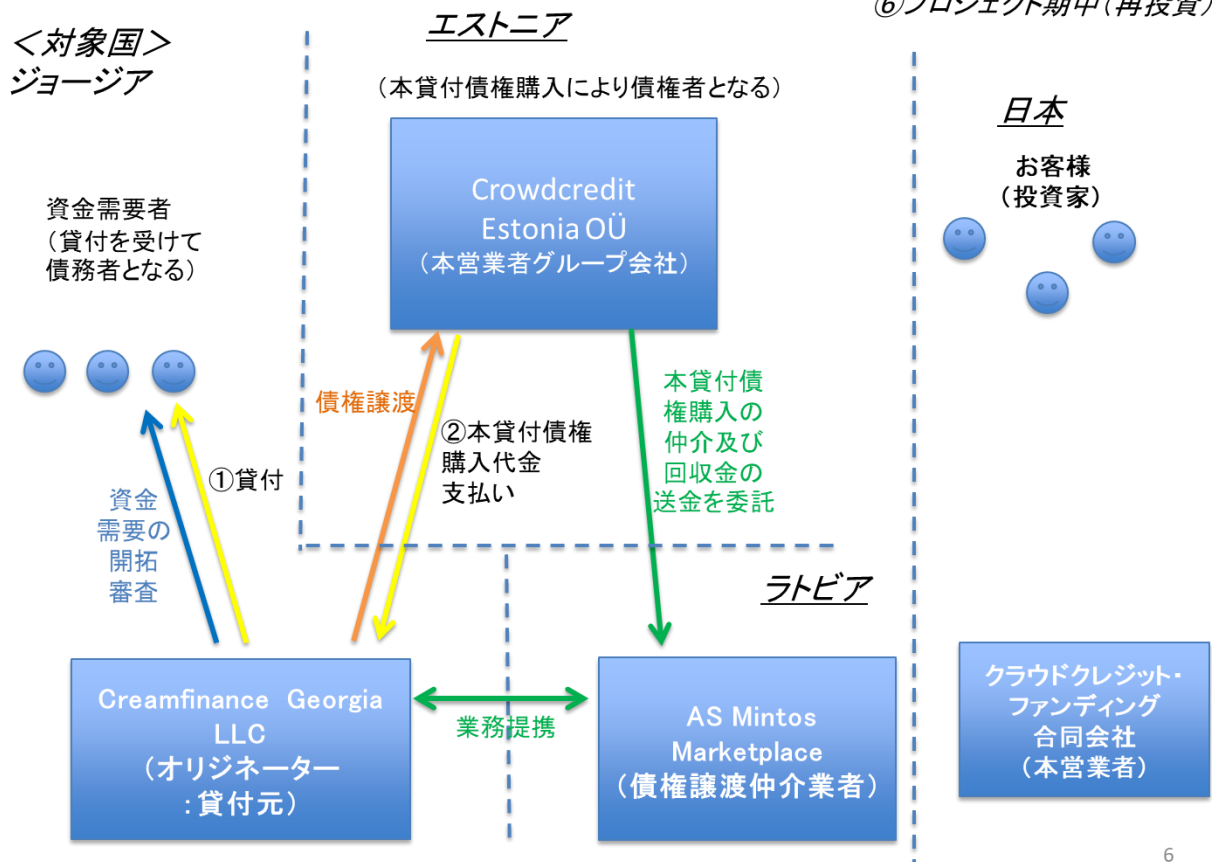 ⑥プロジェクト期中（再投資）
＜対象国＞
ジョージア
エストニア
（本貸付債権購入により債権者となる）
Crowdcredit
Estonia OÜ
（本営業者グループ会社）
日本
お客様
（投資家）
資金需要者
（貸付を受けて
債務者となる）
債権譲渡
②本貸付債権
購入代金
支払い
本貸付債
権購入の
仲介及び
回収金の
送金を委託
①貸付
資金
需要の
開拓
審査
ラトビア
Creamfinance Georgia
LLC
（オリジネーター
：貸付元）
業務提携
AS Mintos
Marketplace
（債権譲渡仲介業者）
クラウドクレジット・
ファンディング
合同会社
（本営業者）
6